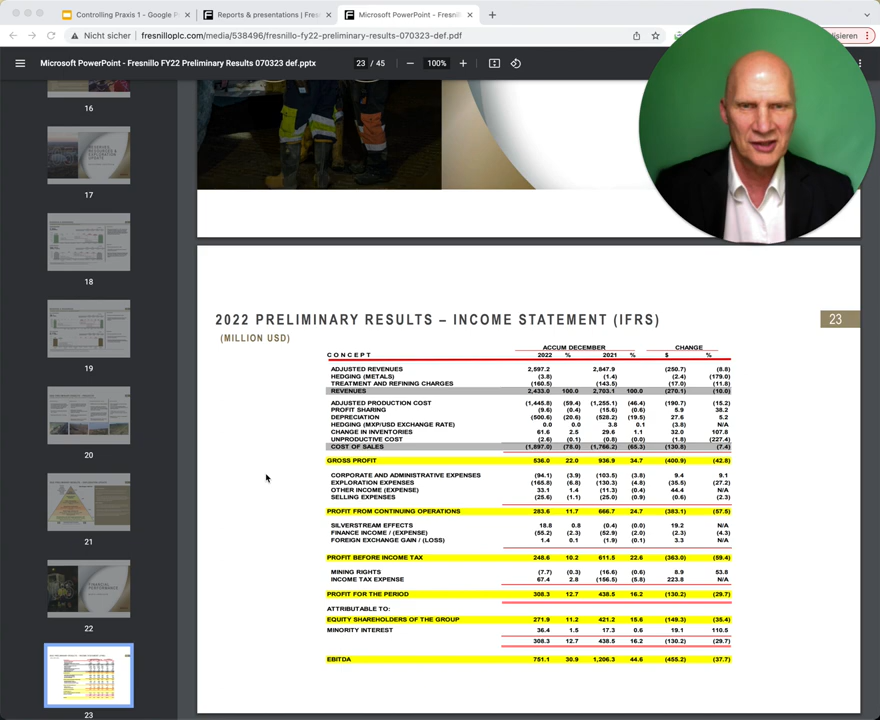 Controlling Praxis 1 - Google P
Reports & presentations | Fres
Microsoft PowerPoint - Fresnill
Nicht sicher | fresnilloplc.com/media/538496/fresnillo-fy22-preliminary-results-070323-def.pdf
Microsoft PowerPoint - Fresnillo FY22 Preliminary Results 070323 def.pptx
23 / 45
100%
16
17
18
19
20
21
22
23
2022 PRELIMINARY RESULTS – INCOME STATEMENT (IFRS)
23
(MILLION USD)
ACCUM DECEMBER CHANGE
CONCEPT 2022 % 2021 % $ %
ADJUSTED REVENUES 2,597.2 2,847.9 (250.7) (8.8)
HEDGING (METALS) (3.8) (1.4) (2.4) (179.0)
TREATMENT AND REFINING CHARGES (160.5) (143.5) (17.0) (11.8)
REVENUES 2,433.0 100.0 2,703.1 100.0 (270.1) (10.0)
ADJUSTED PRODUCTION COST (1,445.8) (59.4) (1,255.1) (46.4) (190.7) (15.2)
PROFIT SHARING (9.6) (0.4) (15.6) (0.6) 5.9 38.2
DEPRECIATION (500.6) (20.6) (528.2) (19.5) 27.6 5.2
HEDGING (MXP/USD EXCHANGE RATE) 0.0 0.0 3.8 0.1 (3.8) N/A
CHANGE IN INVENTORIES 61.6 2.5 29.6 1.1 32.0 107.8
UNPRODUCTIVE COST (2.6) (0.1) (0.8) (0.0) (1.8) (227.4)
COST OF SALES (1,897.0) (78.0) (1,766.2) (65.3) (130.8) (7.4)
GROSS PROFIT 536.0 22.0 936.9 34.7 (400.9) (42.8)
CORPORATE AND ADMINISTRATIVE EXPENSES (94.1) (3.9) (103.5) (3.8) 9.4 9.1
EXPLORATION EXPENSES (165.8) (6.8) (130.3) (4.8) (35.5) (27.2)
OTHER INCOME (EXPENSE) 33.1 1.4 (11.3) (0.4) 44.4 N/A
SELLING EXPENSES (25.6) (1.1) (25.0) (0.9) (0.6) (2.3)
PROFIT FROM CONTINUING OPERATIONS 283.6 11.7 666.7 24.7 (383.1) (57.5)
SILVERSTREAM EFFECTS 18.8 0.8 (0.4) (0.0) 19.2 N/A
FINANCE INCOME / (EXPENSE) (55.2) (2.3) (52.9) (2.0) (2.3) (4.3)
FOREIGN EXCHANGE GAIN / (LOSS) 1.4 0.1 (1.9) (0.1) 3.3 N/A
PROFIT BEFORE INCOME TAX 248.6 10.2 611.5 22.6 (363.0) (59.4)
MINING RIGHTS (7.7) (0.3) (16.6) (0.6) 8.9 53.8
INCOME TAX EXPENSE 67.4 2.8 (156.5) (5.8) 223.8 N/A
PROFIT FOR THE PERIOD 308.3 12.7 438.5 16.2 (130.2) (29.7)
ATTRIBUTABLE TO:
EQUITY SHAREHOLDERS OF THE GROUP 271.9 11.2 421.2 15.6 (149.3) (35.4)
MINORITY INTEREST 36.4 1.5 17.3 0.6 19.1 110.5
308.3 12.7 438.5 16.2 (130.2) (29.7)
EBITDA 751.1 30.9 1,206.3 44.6 (455.2) (37.7)